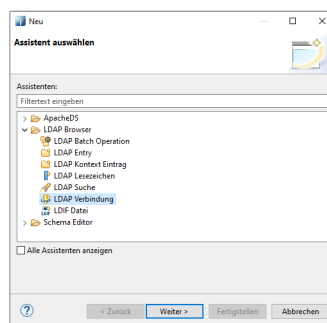 Neu
Assistent auswählen
Assistenten:
Filtertext eingeben
ApacheDS
LDAP Browser
LDAP Batch Operation
LDAP Entry
LDAP Kontext Eintrag
LDAP Lesezeichen
LDAP Suche
LDAP Verbindung
LDIF Datei
Schema Editor
Alle Assistenten anzeigen
< Zurück Weiter > Fertigstellen Abbrechen